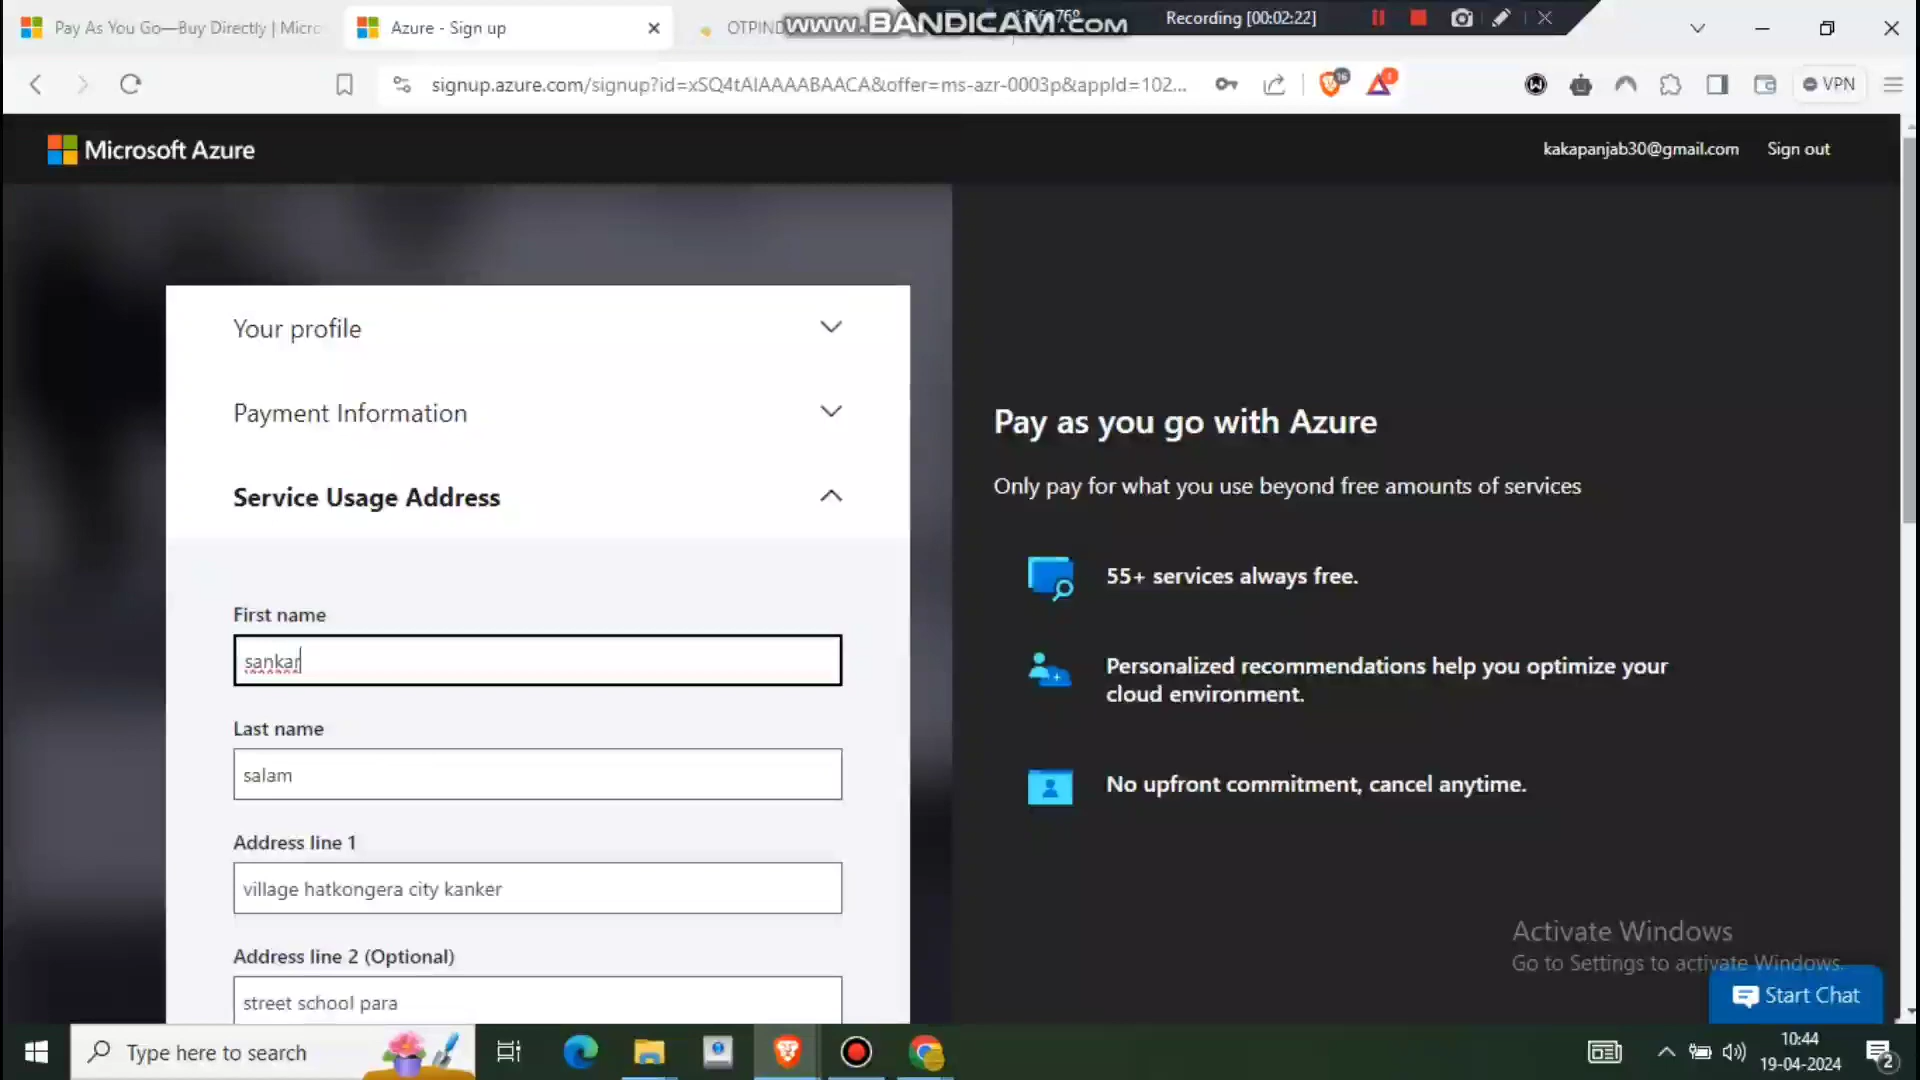 Pay As You Go—Buy Directly | Micro
Azure - Sign up
OTPIND
www.BANDICAM.com
Recording [00:02:22]
signup.azure.com/signup?id=xSQ4tAIAAAABAACA&offer=ms-azr-0003p&appId=102...
16
1
VPN
Microsoft Azure
kakapanjab30@gmail.com
Sign out
Your profile
Payment Information
Service Usage Address
First name
sankar
Last name
salam
Address line 1
village hatkongera city kanker
Address line 2 (Optional)
street school para
Pay as you go with Azure
Only pay for what you use beyond free amounts of services
55+ services always free.
Personalized recommendations help you optimize your
cloud environment.
No upfront commitment, cancel anytime.
Activate Windows
Go to Settings to activate Windows.
Start Chat
Type here to search
10:44
19-04-2024
2